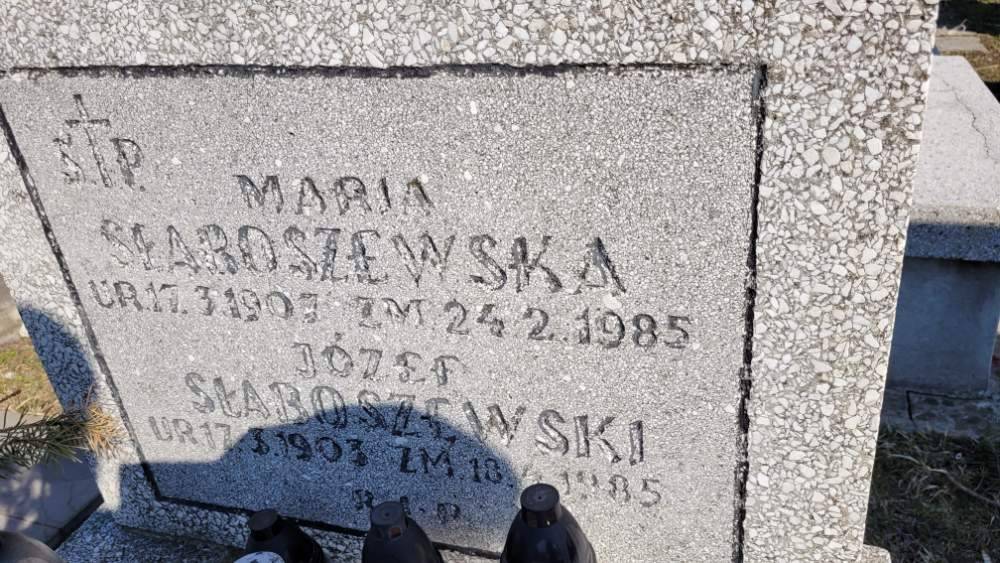 Ś.P.
MARIA
SŁABOSZEWSKA
UR 17.3.1907 ZM. 24.2.1985
JÓZEF
SŁABOSZEWSKI
UR 17.3.1903 ZM. 18 1985
R.I.P